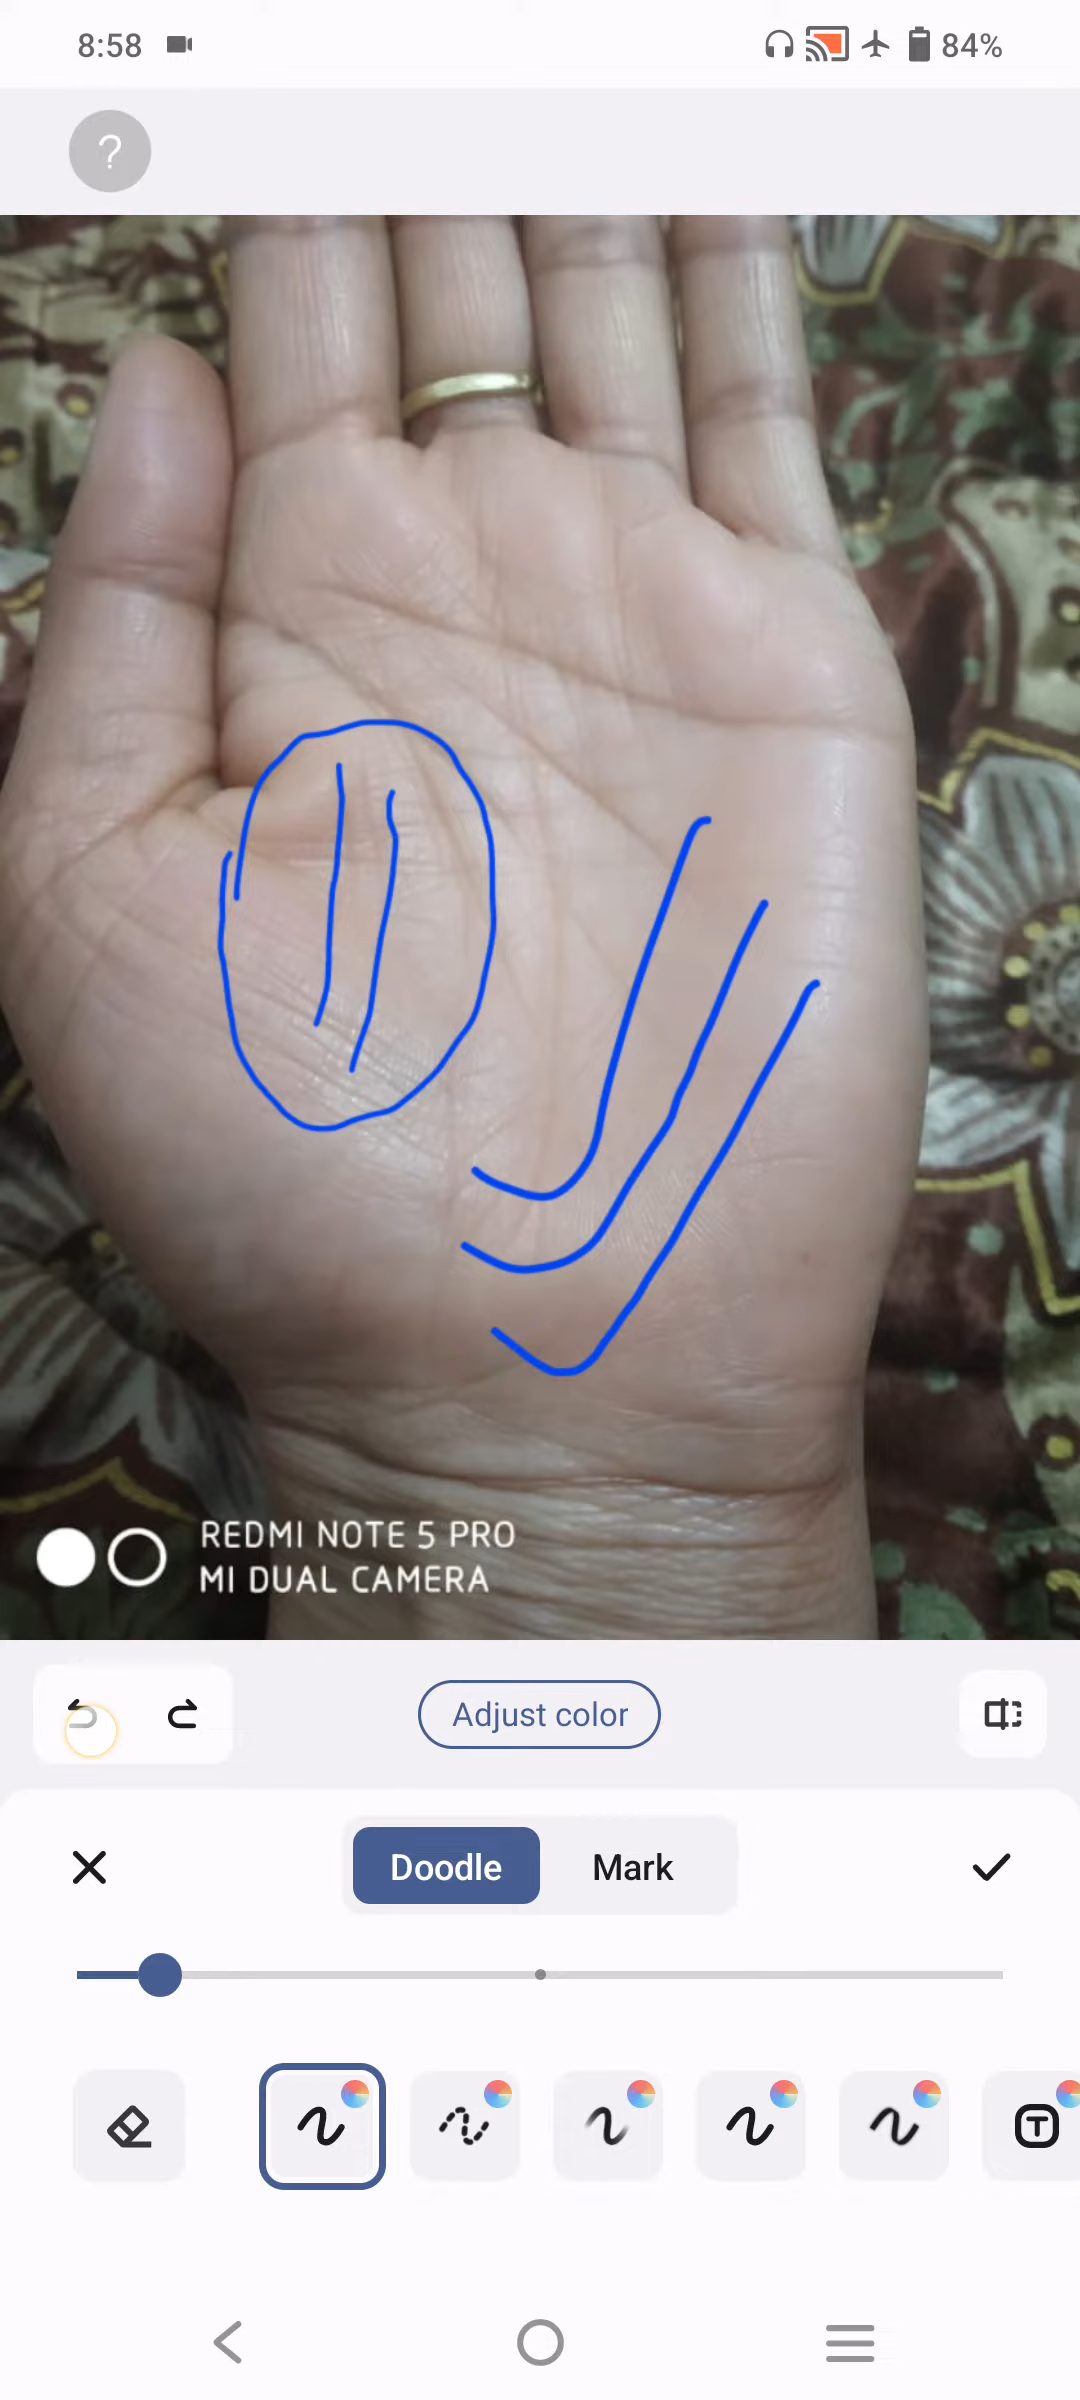 8:58
84%
?
REDMI NOTE 5 PRO
MI DUAL CAMERA
Adjust color
Doodle
Mark
T